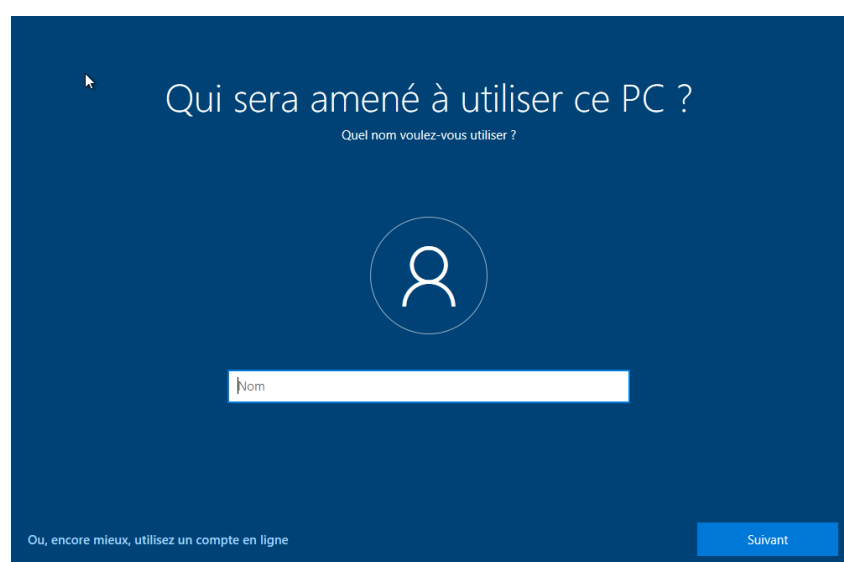 Qui sera amené à utiliser ce PC ?
Quel nom voulez-vous utiliser ?
Nom
Ou, encore mieux, utilisez un compte en ligne
Suivant